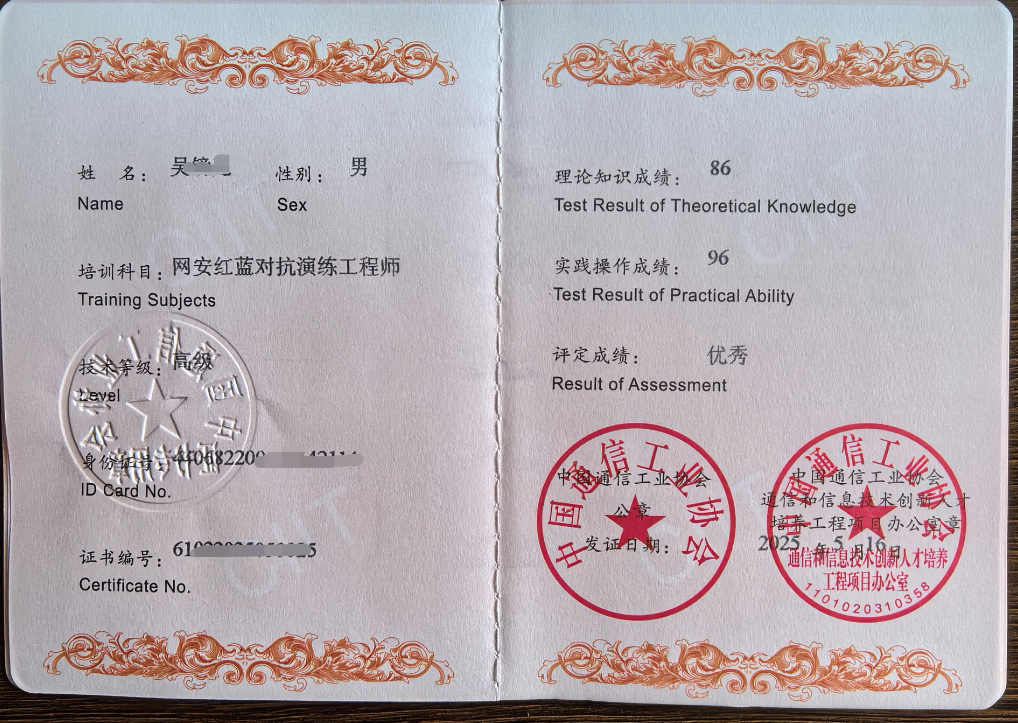 姓 名： 吴 性别： 男
Name Sex
培训科目：网安红蓝对抗演练工程师
Training Subjects
技术等级：高级
Level
身份证号：
ID Card No.
证书编号：
Certificate No.
理论知识成绩： 86
Test Result of Theoretical Knowledge
实践操作成绩： 96
Test Result of Practical Ability
评定成绩： 优秀
Result of Assessment
中国通信工业协会
中国通信工业协会
公章
发证日期： 2025 年 5 月 16 日
中国通信工业协会
中国通信工业协会
通信和信息技术创新人才
培养工程项目办公室章
通信和信息技术创新人才培养
工程项目办公室
1101020310358